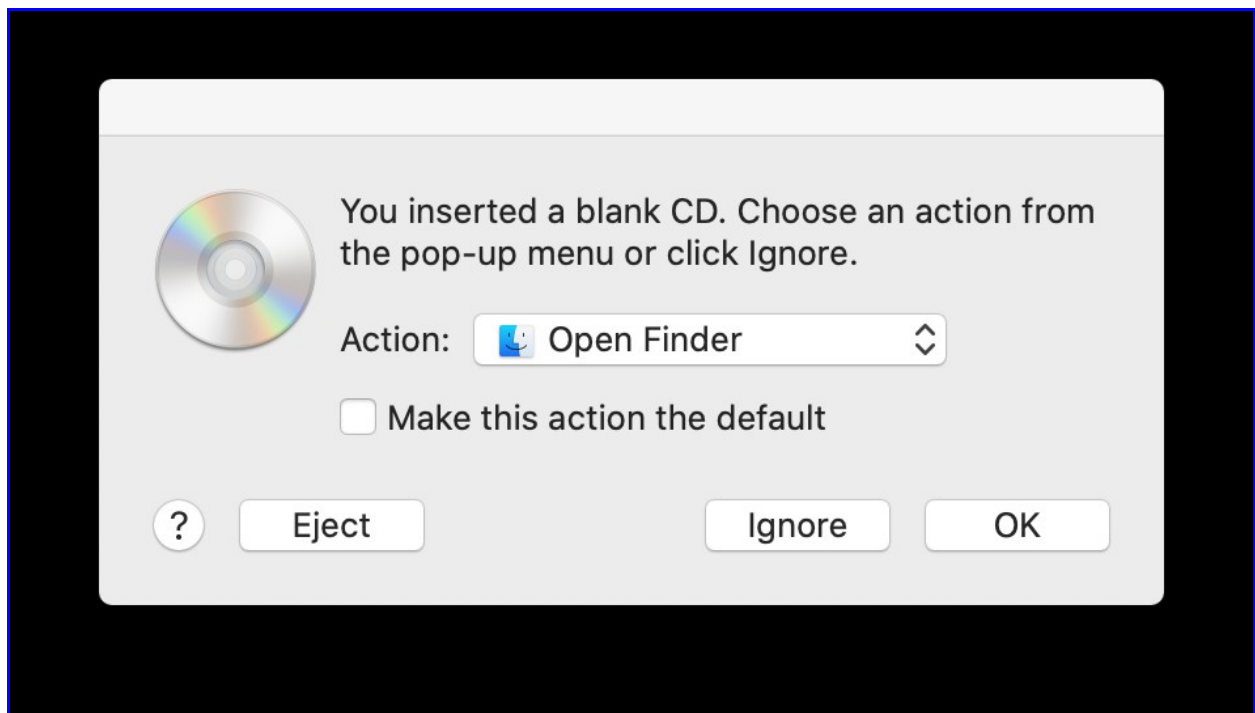 You inserted a blank CD. Choose an action from
the pop-up menu or click Ignore.
Action: Open Finder
Make this action the default
? Eject Ignore OK